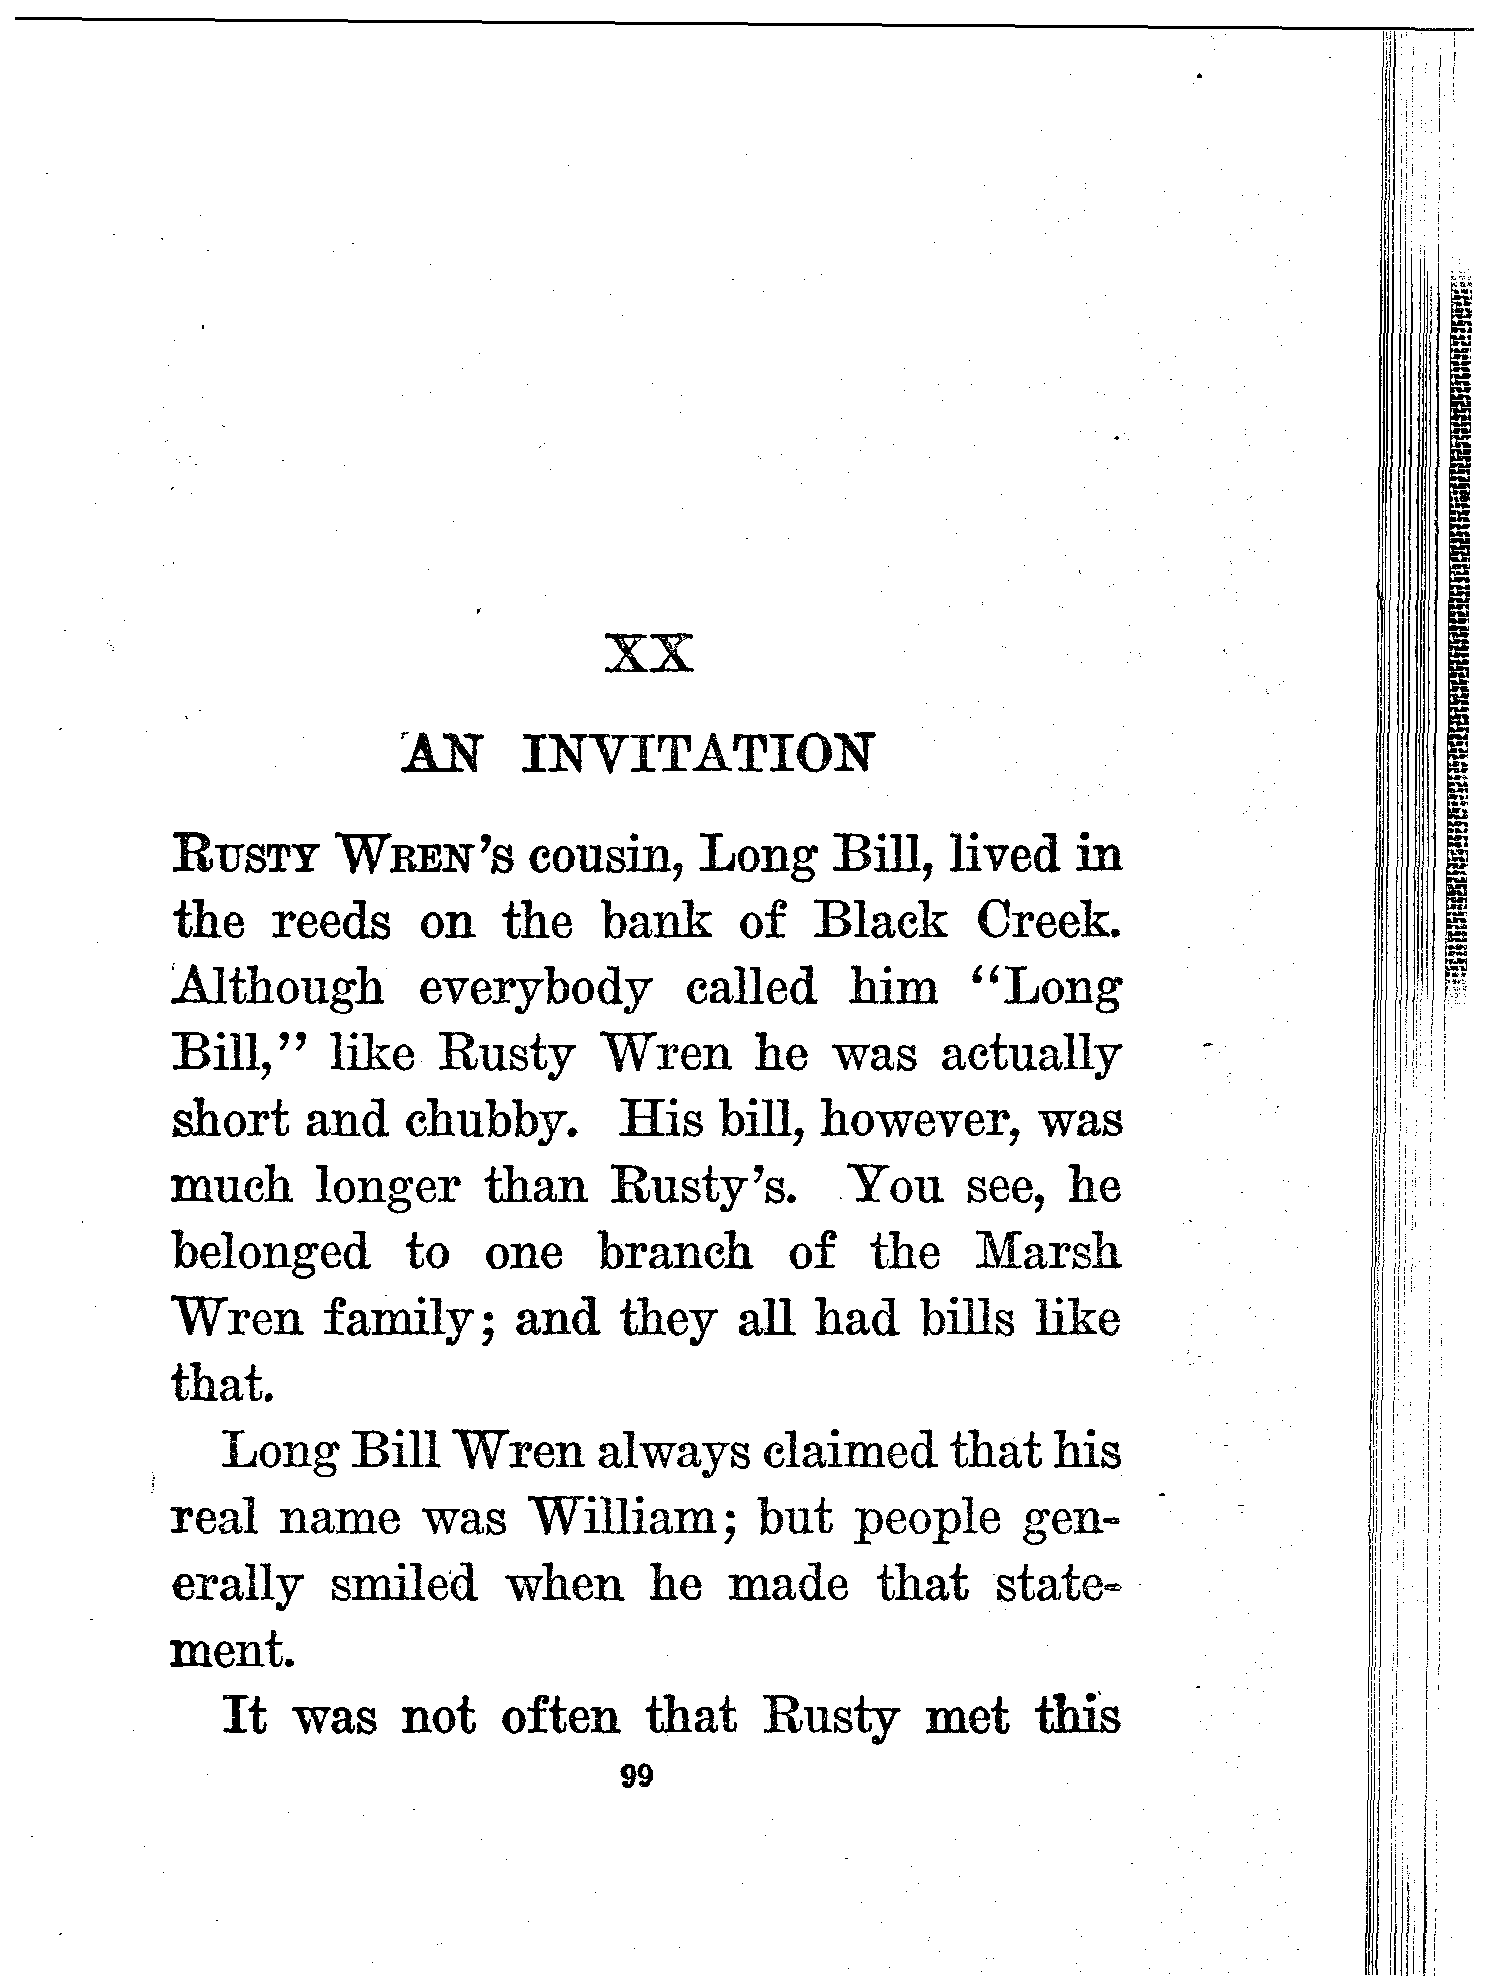 XX
AN INVITATION
RUSTY WREN'S cousin, Long Bill, lived in
the reeds on the bank of Black Creek.
Although everybody called him "Long
Bill," like Rusty Wren he was actually
short and chubby. His bill, however, was
much longer than Rusty's. You see, he
belonged to one branch of the Marsh
Wren family; and they all had bills like
that.
Long Bill Wren always claimed that his
real name was William; but people gen-
erally smiled when he made that state-
ment.
It was not often that Rusty met this
99